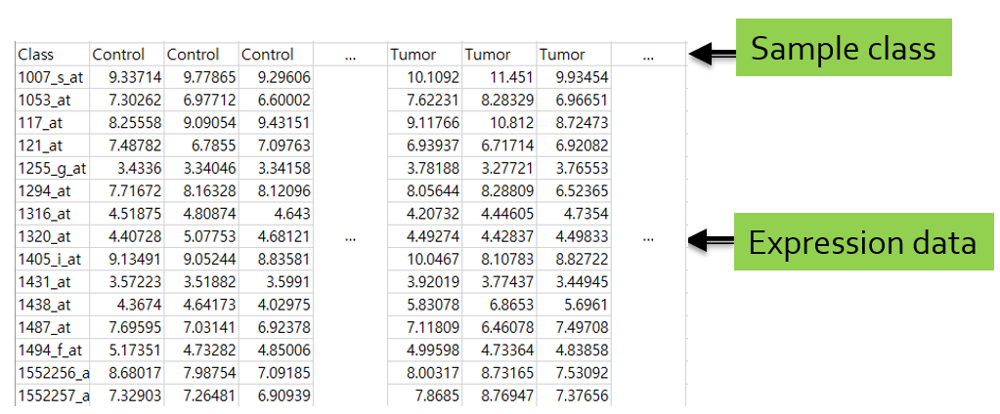 Class Control Control Control ... Tumor Tumor Tumor ... Sample class
1007_s_at 9.33714 9.77865 9.29606 10.1092 11.451 9.93454
1053_at 7.30262 6.97712 6.60002 7.62231 8.28329 6.96651
117_at 8.25558 9.09054 9.43151 9.11766 10.812 8.72473
121_at 7.48782 6.7855 7.09763 6.93937 6.71714 6.92082
1255_g_at 3.4336 3.34046 3.34158 3.78188 3.27721 3.76553
1294_at 7.71672 8.16328 8.12096 8.05644 8.28809 6.52365
1316_at 4.51875 4.80874 4.643 4.20732 4.44605 4.7354
1320_at 4.40728 5.07753 4.68121 ... 4.49274 4.42837 4.49833 ... Expression data
1405_i_at 9.13491 9.05244 8.83581 10.0467 8.10783 8.82722
1431_at 3.57223 3.51882 3.5991 3.92019 3.77437 3.44945
1438_at 4.3674 4.64173 4.02975 5.83078 6.8653 5.6961
1487_at 7.69595 7.03141 6.92378 7.11809 6.46078 7.49708
1494_f_at 5.17351 4.73282 4.85006 4.99598 4.73364 4.83858
1552256_a 8.68017 7.98754 7.09185 8.00317 8.73165 7.53092
1552257_a 7.32903 7.26481 6.90939 7.8685 8.76947 7.37656